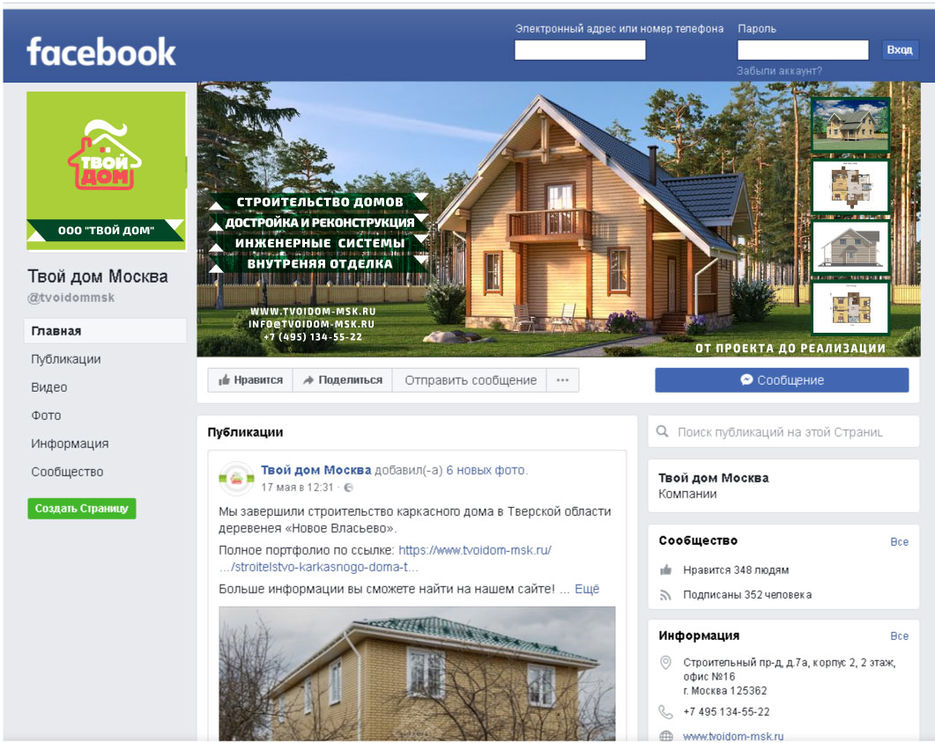 facebook
Электронный адрес или номер телефона
Пароль
Вход
Забыли аккаунт?
ТВОЙ
ДОМ
ООО "ТВОЙ ДОМ"
Твой дом Москва
@tvoidommsk
Главная
Публикации
Видео
Фото
Информация
Сообщество
Создать Страницу
СТРОИТЕЛЬСТВО ДОМОВ
ДОСТРОЙКА И РЕКОНСТРУКЦИЯ
ИНЖЕНЕРНЫЕ СИСТЕМЫ
ВНУТРЕНЯЯ ОТДЕЛКА
WWW.TVOIDOM-MSK.RU
INFO@TVOIDOM-MSK.RU
+7 (495) 134-55-22
ОТ ПРОЕКТА ДО РЕАЛИЗАЦИИ
Нравится
Поделиться
Отправить сообщение
...
Сообщение
Публикации
Твой дом Москва добавил(-а) 6 новых фото.
17 мая в 12:31 ·
Мы завершили строительство каркасного дома в Тверской области
деревенея «Новое Власьево».
Полное портфолио по ссылке: https://www.tvoidom-msk.ru/
…/stroitelstvo-karkasnogo-doma-t…
Больше информации вы сможете найти на нашем сайте! ... Ещё
Поиск публикаций на этой Страниц
Твой дом Москва
Компании
Сообщество
Все
Нравится 348 людям
Подписаны 352 человека
Информация
Все
Строительный пр-д, д.7а, корпус 2, 2 этаж,
офис №16
г. Москва 125362
+7 495 134-55-22
www.tvoidom-msk.ru